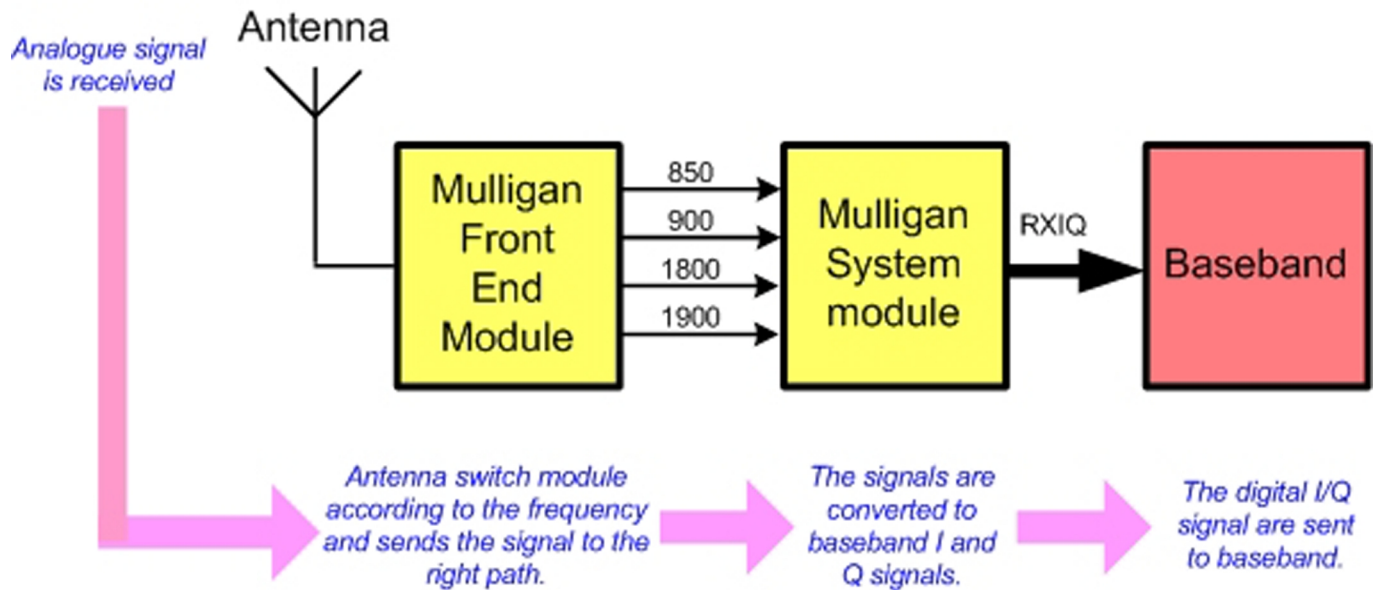 Analogue signal
is received
Antenna
Mulligan
Front
End
Module
850
900
1800
1900
Mulligan
System
module
RXIQ
Baseband
Antenna switch module
according to the frequency
and sends the signal to the
right path.
The signals are
converted to
baseband I and
Q signals.
The digital I/Q
signal are sent
to baseband.